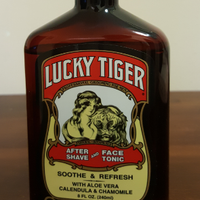 LUCKY TIGER
AFTER SHAVE AND FACE TONIC
SOOTHE & REFRESH
WITH ALOE VERA
CALENDULA & CHAMOMILE
8 FL. OZ. (240ml)